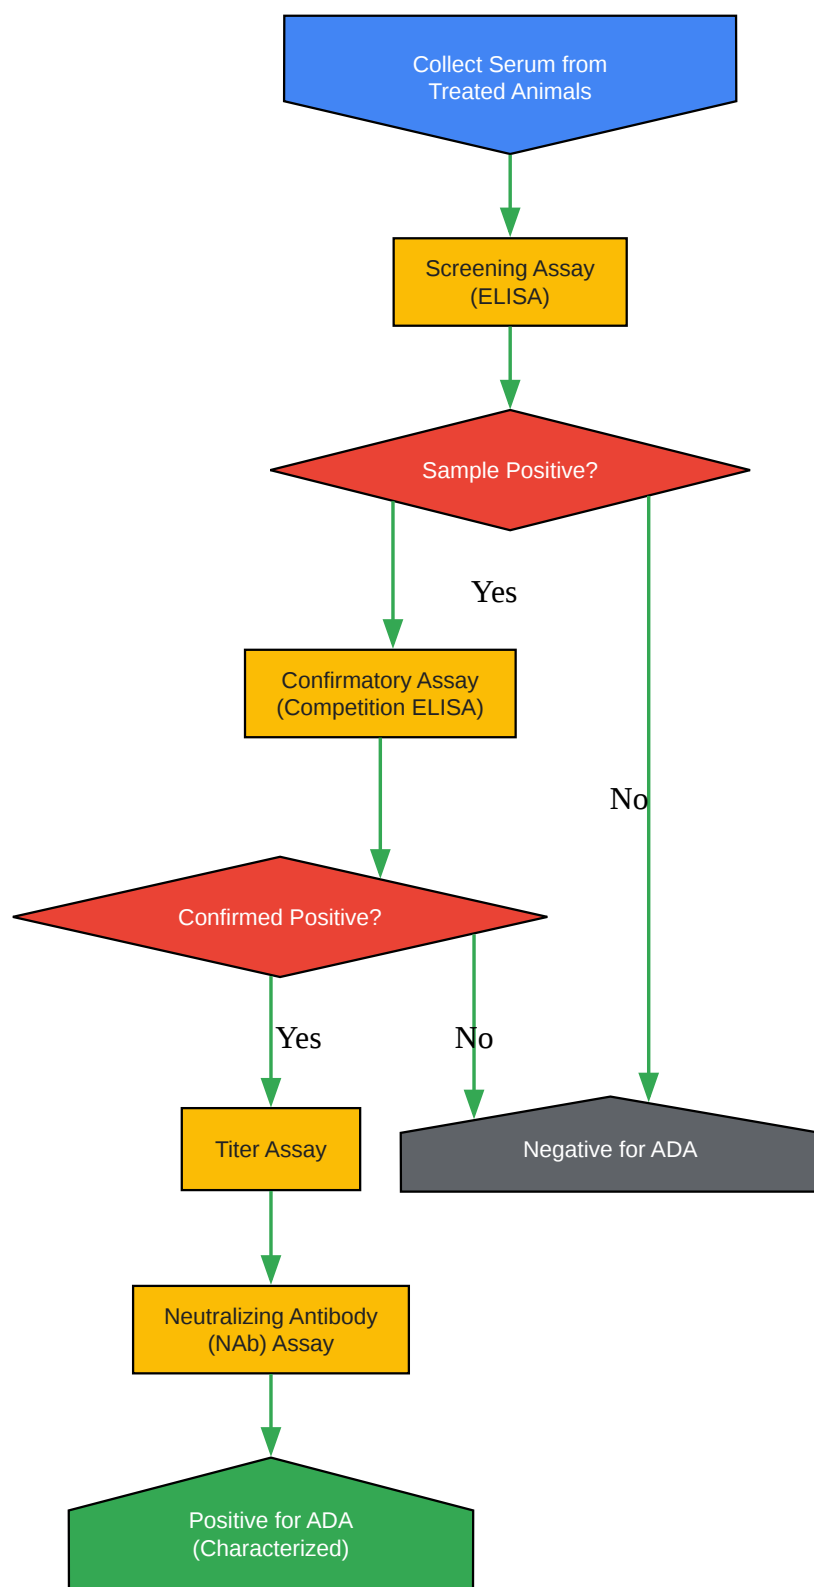 Collect Serum from
Treated Animals
Screening Assay
(ELISA)
Sample Positive?
Yes
Confirmatory Assay
(Competition ELISA)
No
Confirmed Positive?
Yes
No
Titer Assay
Negative for ADA
Neutralizing Antibody
(NAb) Assay
Positive for ADA
(Characterized)